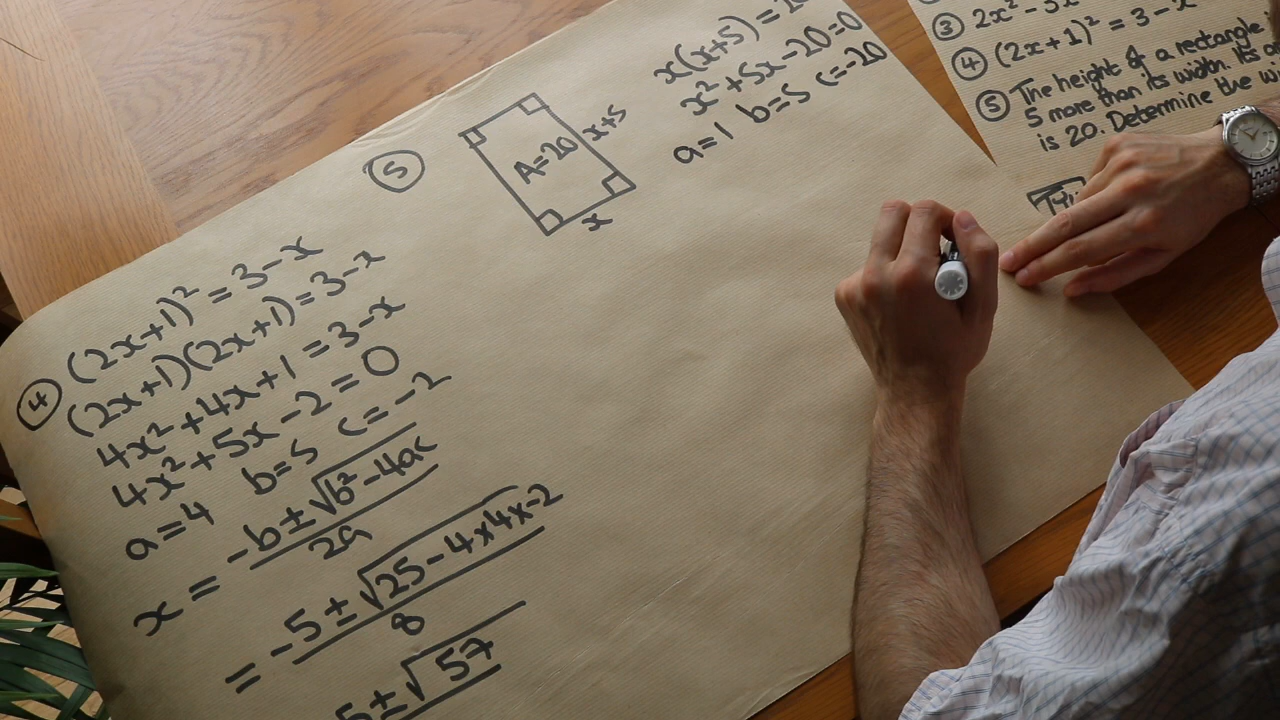 ④ (2x+1)² = 3-x
(2x+1)(2x+1) = 3-x
4x²+4x+1 = 3-x
4x²+5x-2 = 0
a=4 b=5 c=-2
x = -b±√b²-4ac
2a
= -5±√25-4x4x-2
8
5±√57
⑤
A=20
x+5
x
x(x+5)=
x²+5x-20=0
a=1 b=5 c=-20
③ 2x²-
④ (2x+1)² = 3-x
⑤ The height of a rectangle
5 more than its width. Its
is 20. Determine the